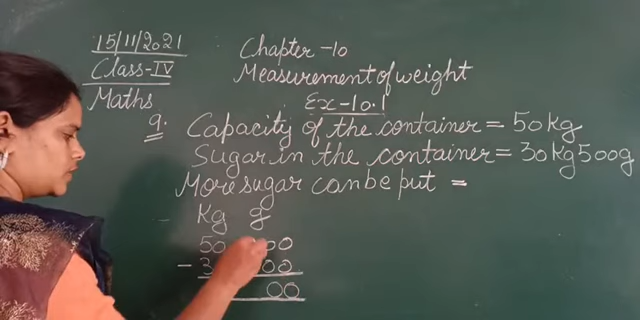 15/11/2021
Class-IV
Maths
Chapter-10
Measurement of weight
Ex-10.1
9. Capacity of the container = 50 kg
Sugar in the container = 30 kg 500g
More sugar can be put =
Kg g
50 00
- 3 00
00